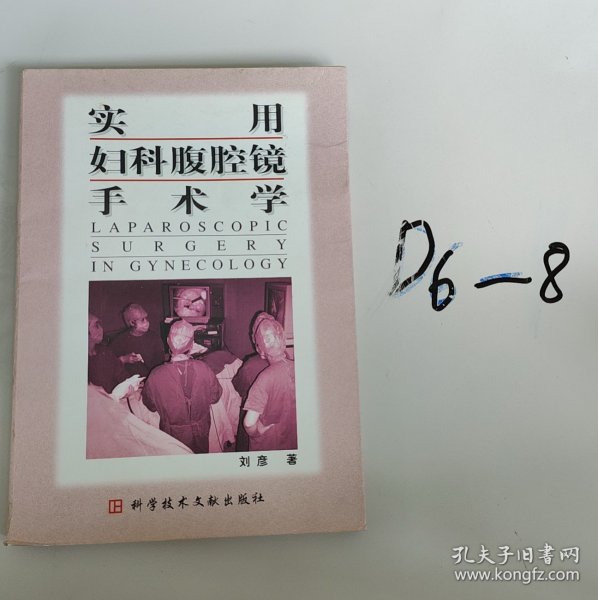 实用
妇科腹腔镜
手术学
LAPAROSCOPIC
SURGERY
IN GYNECOLOGY
刘彦 著
科学技术文献出版社
D6-8
孔夫子旧书网
www.kongfz.com